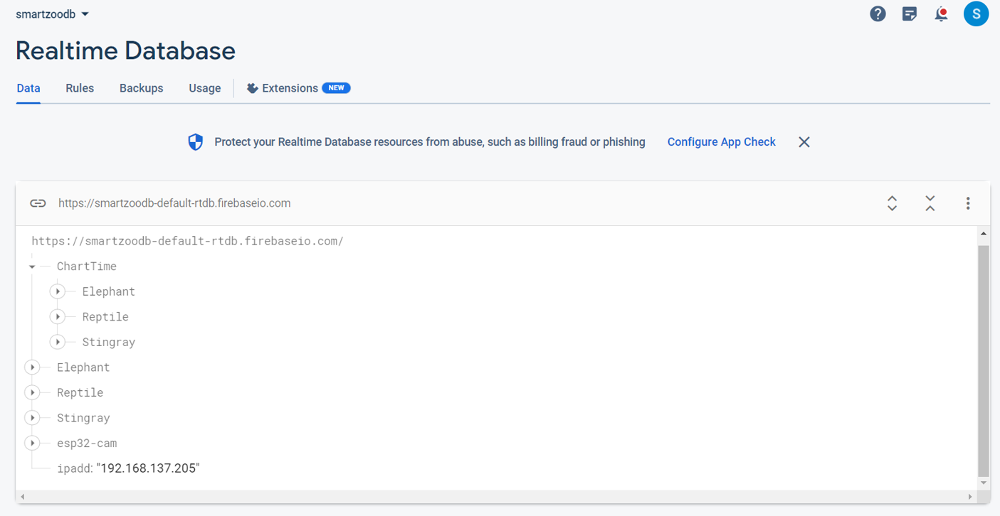 smartzoodb
S
Realtime Database
Data Rules Backups Usage Extensions NEW
Protect your Realtime Database resources from abuse, such as billing fraud or phishing Configure App Check
https://smartzoodb-default-rtdb.firebaseio.com
https://smartzoodb-default-rtdb.firebaseio.com/
ChartTime
Elephant
Reptile
Stingray
Elephant
Reptile
Stingray
esp32-cam
ipadd: "192.168.137.205"